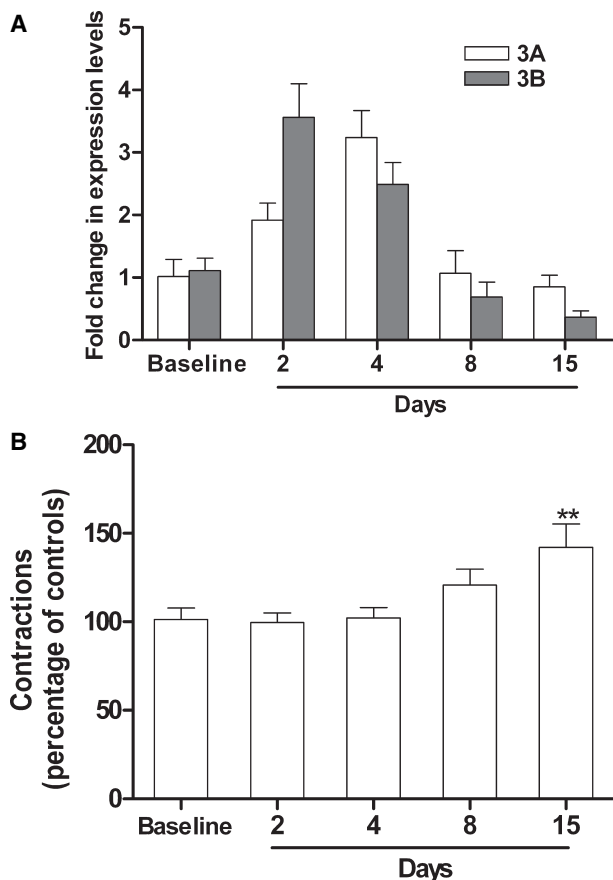 A
Fold change in expression levels
5
4
3
2
1
0
3A
3B
Baseline 2 4 8 15
Days
B
Contractions
(percentage of controls)
200
150
100
50
0
**
Baseline 2 4 8 15
Days